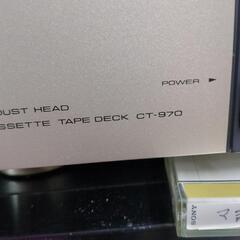 POWER
DUST HEAD
SSETTE TAPE DECK CT-970
SONY